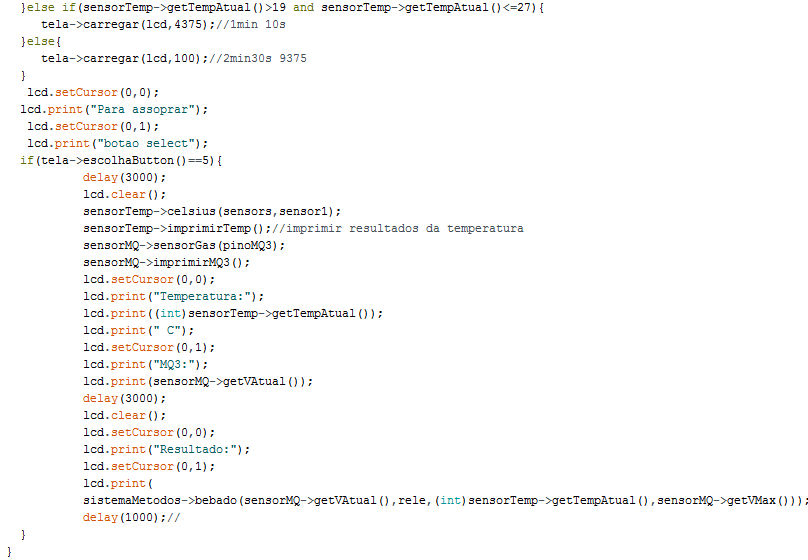 }else if(sensorTemp->getTempAtual()>19 and sensorTemp->getTempAtual()<=27){
tela->carregar(lcd,4375);//1min 10s
}else{
tela->carregar(lcd,100);//2min30s 9375
}
lcd.setCursor(0,0);
lcd.print("Para assoprar");
lcd.setCursor(0,1);
lcd.print("botao select");
if(tela->escolhaButton()==5){
delay(3000);
lcd.clear();
sensorTemp->celsius(sensors,sensor1);
sensorTemp->imprimirTemp();//imprimir resultados da temperatura
sensorMQ->sensorGas(pinoMQ3);
sensorMQ->imprimirMQ3();
lcd.setCursor(0,0);
lcd.print("Temperatura:");
lcd.print((int)sensorTemp->getTempAtual());
lcd.print(" C");
lcd.setCursor(0,1);
lcd.print("MQ3:");
lcd.print(sensorMQ->getVAtual());
delay(3000);
lcd.clear();
lcd.setCursor(0,0);
lcd.print("Resultado:");
lcd.setCursor(0,1);
lcd.print(
sistemaMetodos->bebado(sensorMQ->getVAtual(),rele,(int)sensorTemp->getTempAtual(),sensorMQ->getVMax()));
delay(1000);//
}
}